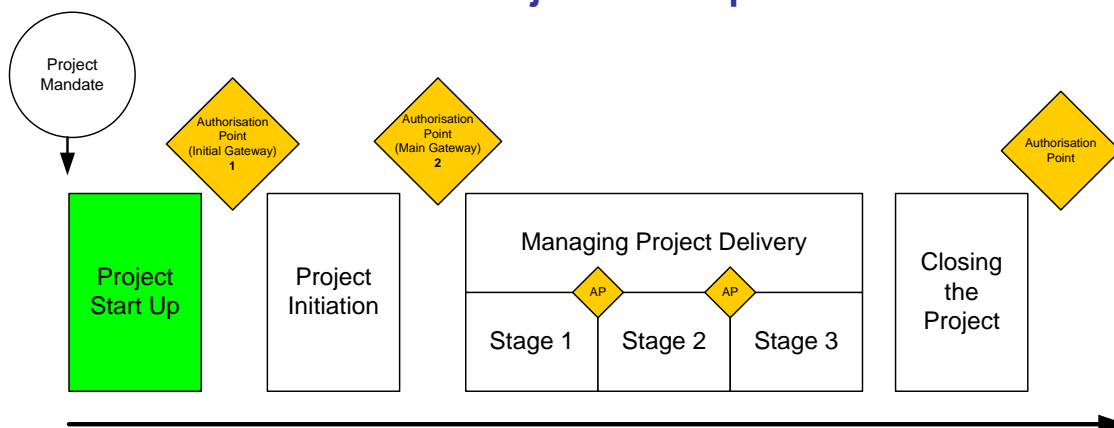 Project
Mandate
Authorisation
Point
(Initial Gateway)
1
Authorisation
Point
(Main Gateway)
2
Authorisation
Point
Project
Start Up
Project
Initiation
Managing Project Delivery
AP
AP
Stage 1
Stage 2
Stage 3
Closing
the
Project